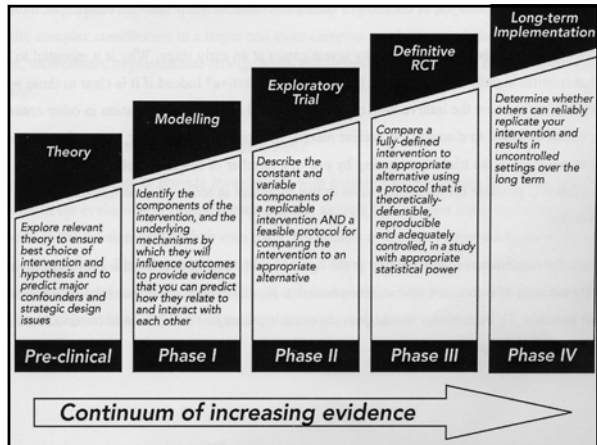 Theory
Explore relevant
theory to ensure
best choice of
intervention and
hypothesis and to
predict major
confounders and
strategic design
issues
Pre-clinical
Modelling
Identify the
components of the
intervention, and the
underlying
mechanisms by
which they will
influence outcomes
to provide evidence
that you can predict
how they relate to
and interact with
each other
Phase I
Exploratory
Trial
Describe the
constant and
variable
components of
a replicable
intervention AND a
feasible protocol for
comparing the
intervention to an
appropriate
alternative
Phase II
Definitive
RCT
Compare a
fully-defined
intervention to
an appropriate
alternative using
a protocol that is
theoretically-
defensible,
reproducible
and adequately
controlled, in a study
with appropriate
statistical power
Phase III
Long-term
Implementation
Determine whether
others can reliably
replicate your
intervention and
results in
uncontrolled
settings over the
long term
Phase IV
Continuum of increasing evidence